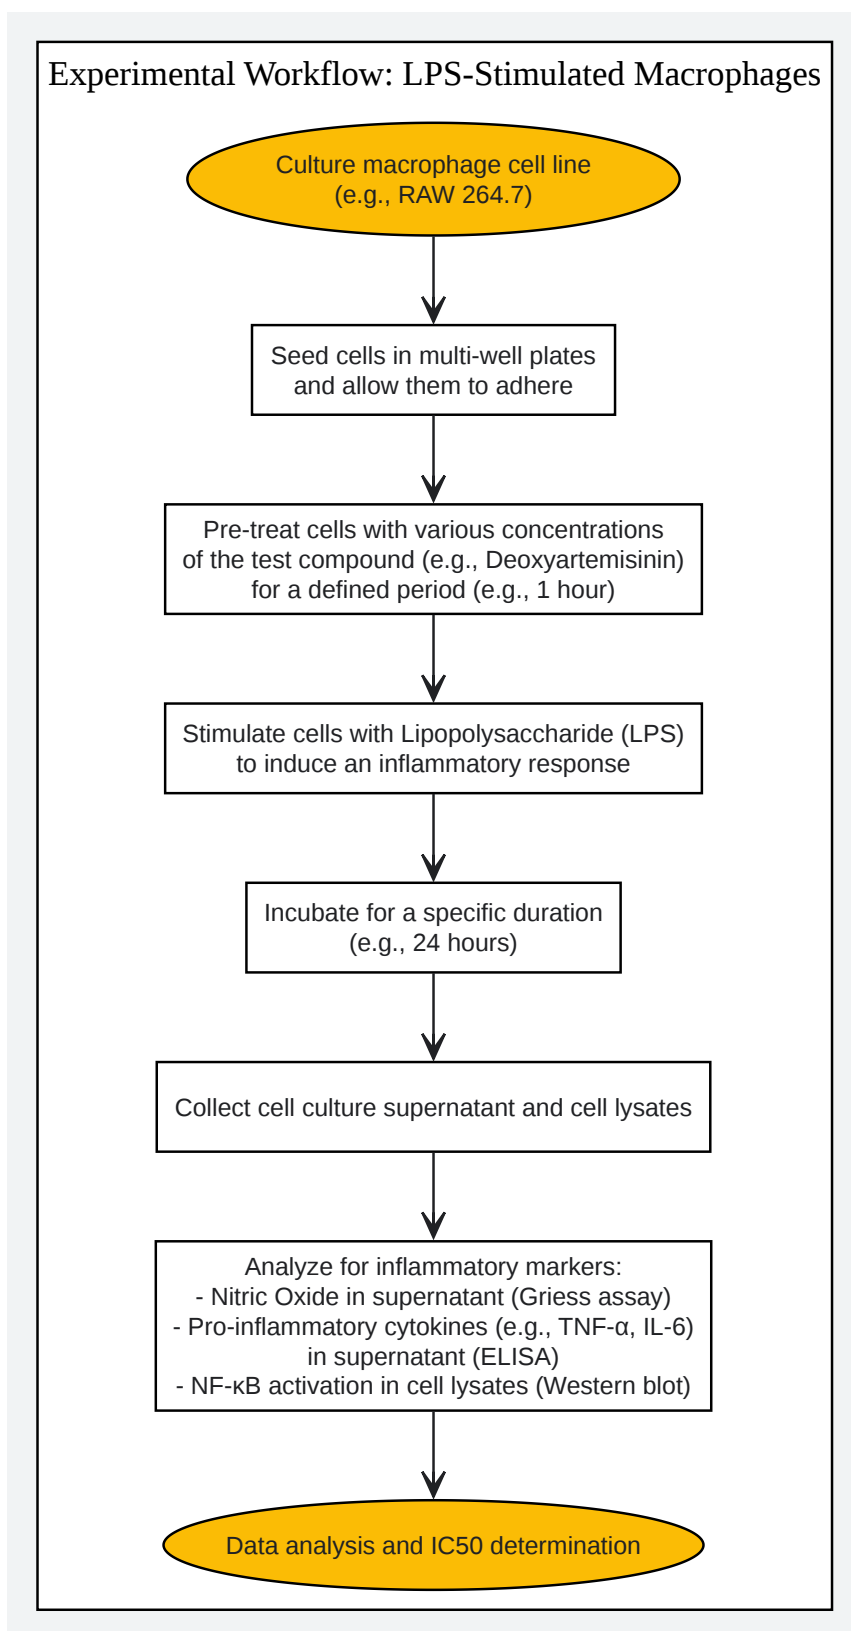 Experimental Workflow: LPS-Stimulated Macrophages
Culture macrophage cell line
(e.g., RAW 264.7)
Seed cells in multi-well plates
and allow them to adhere
Pre-treat cells with various concentrations
of the test compound (e.g., Deoxyartemisinin)
for a defined period (e.g., 1 hour)
Stimulate cells with Lipopolysaccharide (LPS)
to induce an inflammatory response
Incubate for a specific duration
(e.g., 24 hours)
Collect cell culture supernatant and cell lysates
Analyze for inflammatory markers:
- Nitric Oxide in supernatant (Griess assay)
- Pro-inflammatory cytokines (e.g., TNF-α, IL-6)
in supernatant (ELISA)
- NF-κB activation in cell lysates (Western blot)
Data analysis and IC50 determination